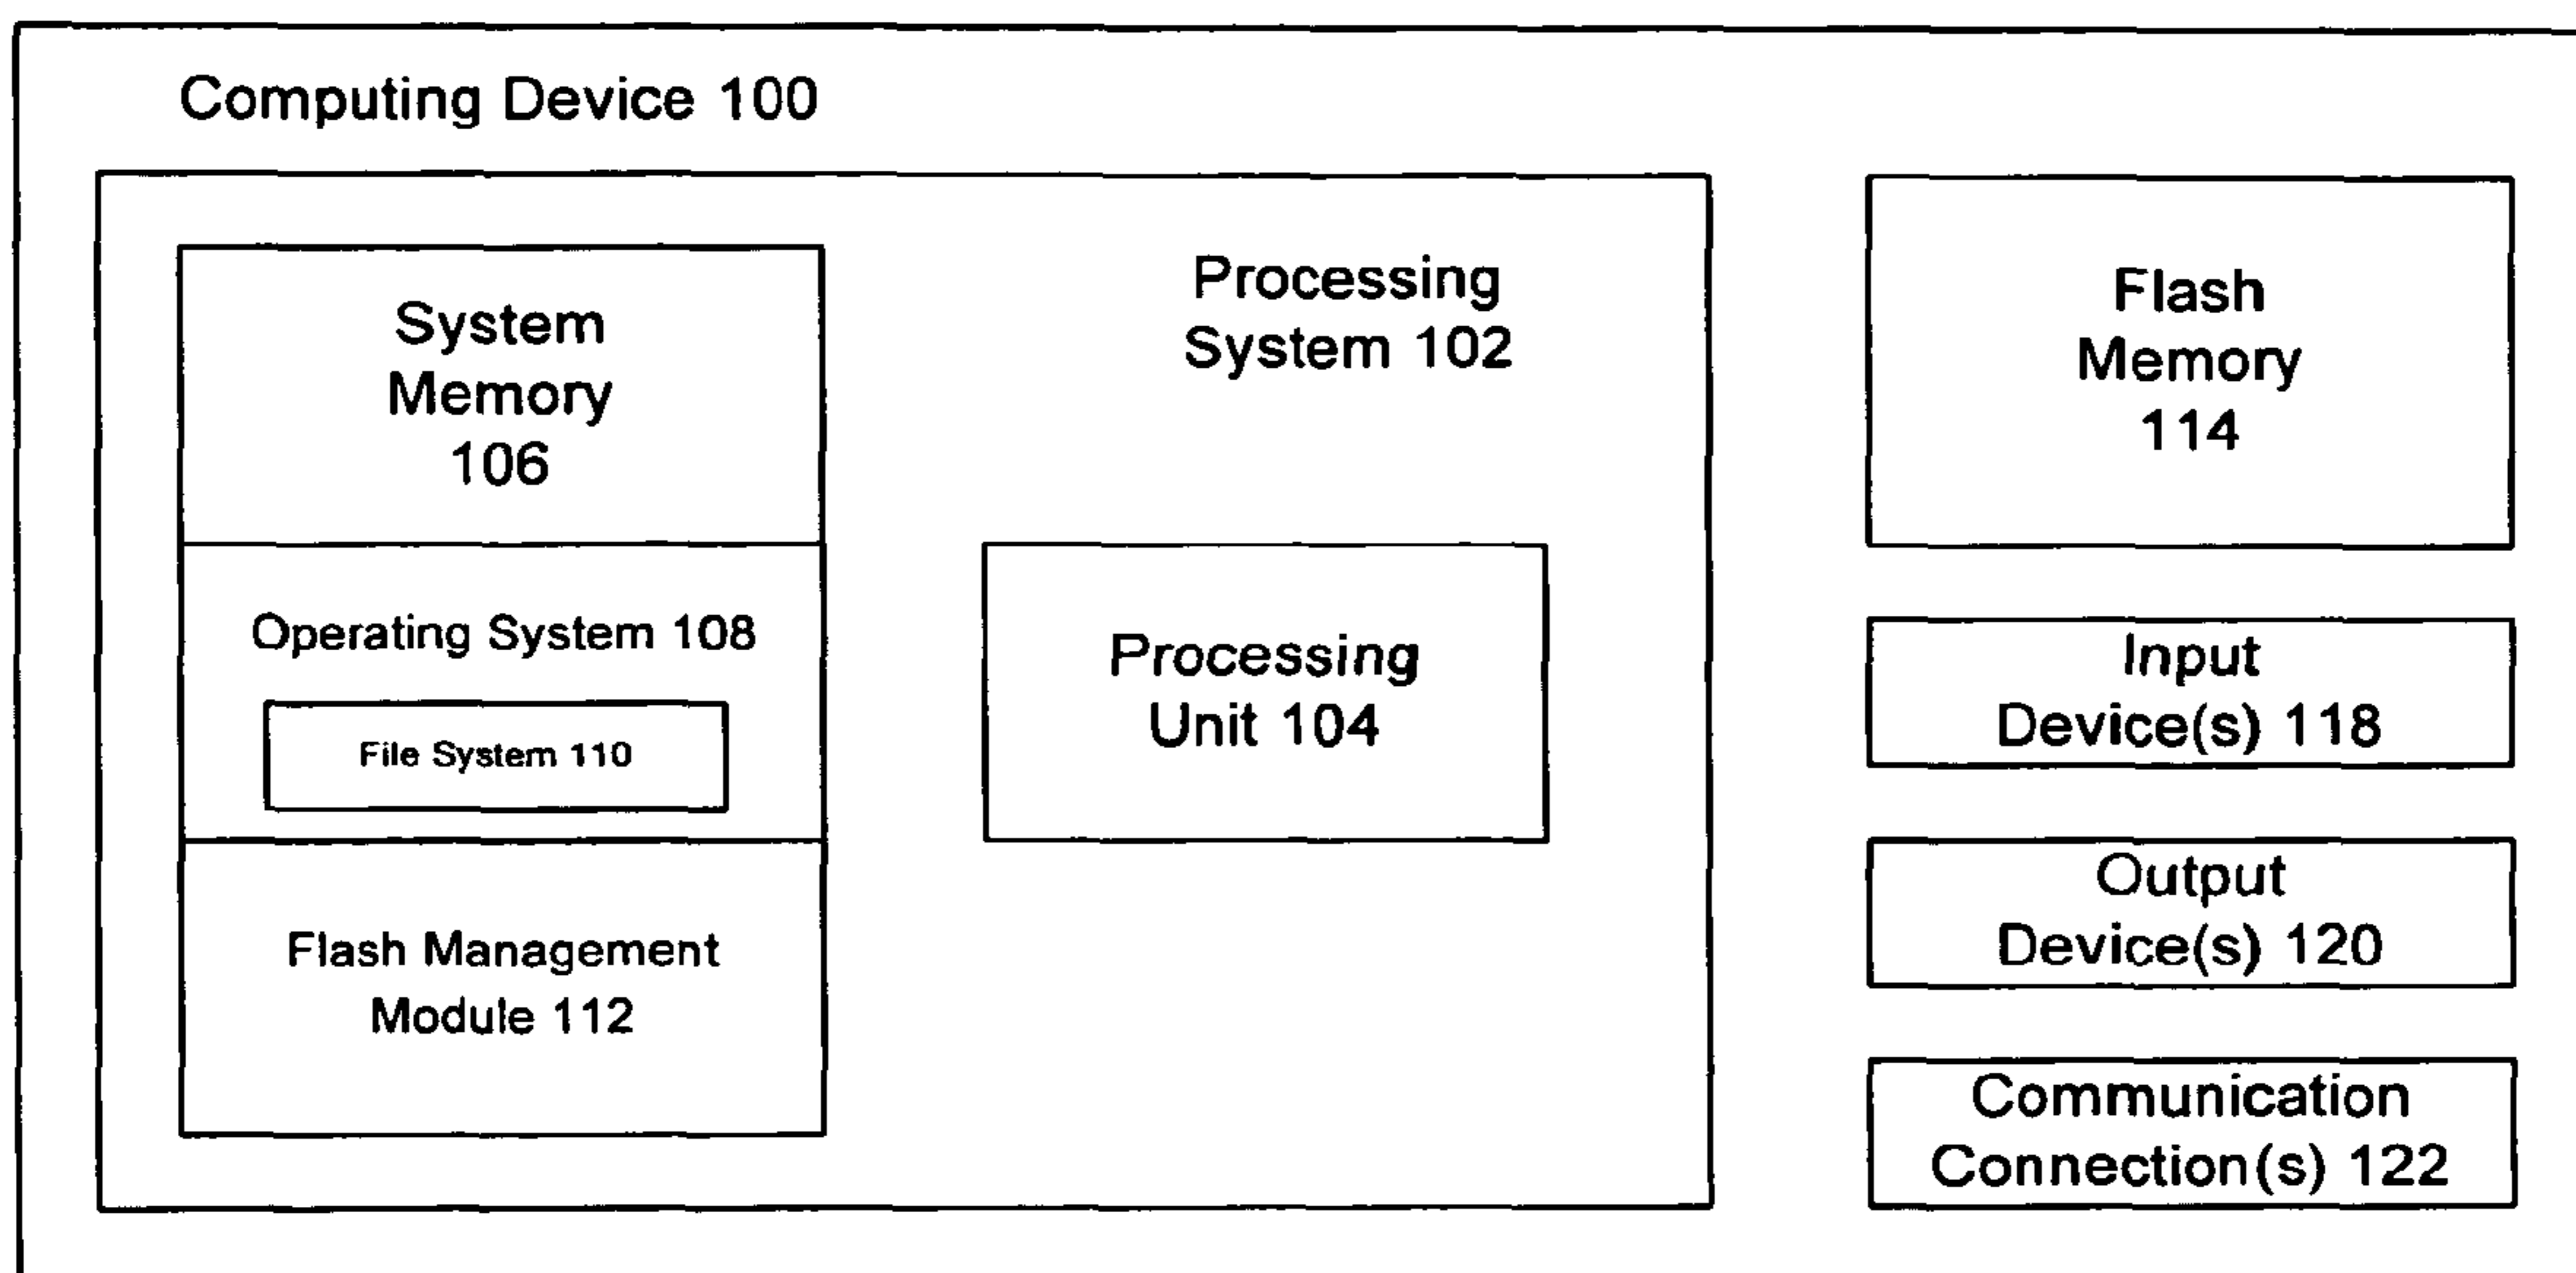 Computing Device 100
System
Memory
106
Operating System 108
File System 110
Flash Management
Module 112
Processing
System 102
Processing
Unit 104
Flash
Memory
114
Input
Device(s) 118
Output
Device(s) 120
Communication
Connection(s) 122